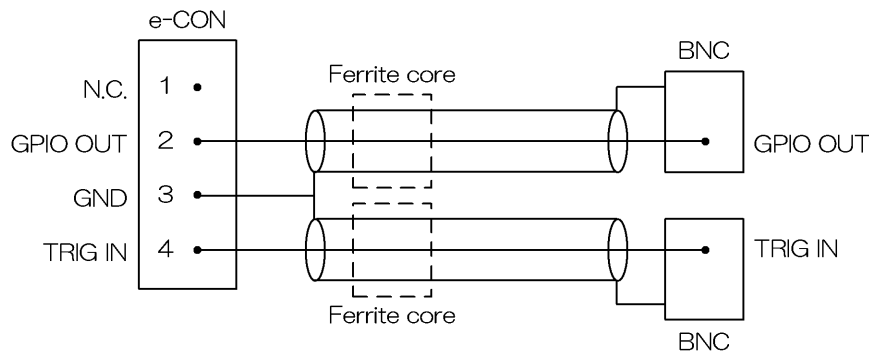 e-CON
BNC
Ferrite core
N.C. 1
GPIO OUT 2 GPIO OUT
GND 3
TRIG IN 4 TRIG IN
Ferrite core
BNC